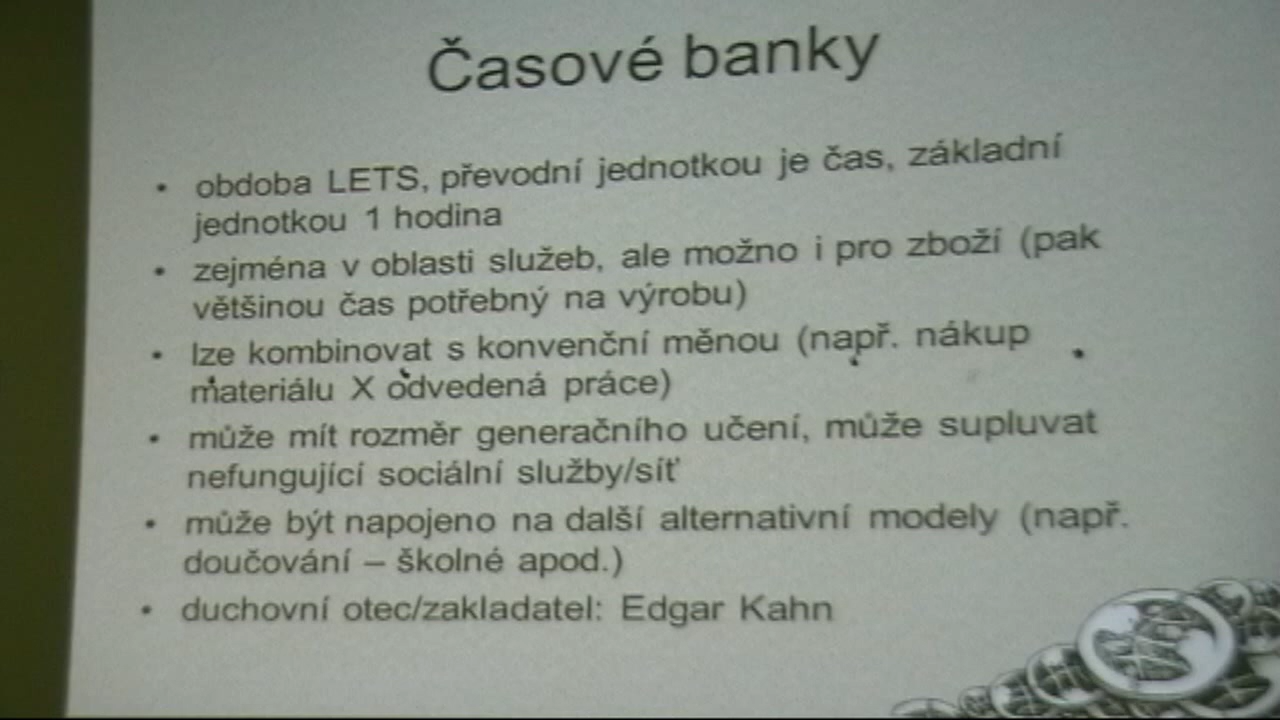 Časové banky
• obdoba LETS, převodní jednotkou je čas, základní
jednotkou 1 hodina
• zejména v oblasti služeb, ale možno i pro zboží (pak
většinou čas potřebný na výrobu)
• lze kombinovat s konvenční měnou (např. nákup
materiálu X odvedená práce)
• může mít rozměr generačního učení, může supluvat
nefungující sociální služby/síť
• může být napojeno na další alternativní modely (např.
doučování – školné apod.)
• duchovní otec/zakladatel: Edgar Kahn